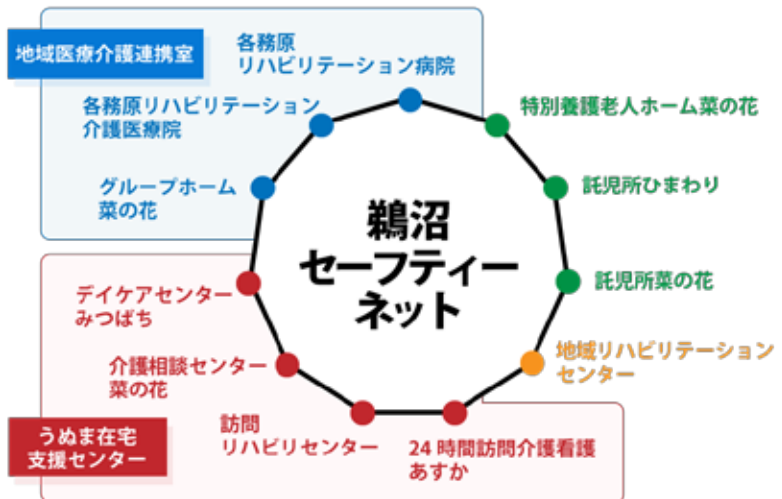 地域医療介護連携室
各務原
リハビリテーション病院
各務原リハビリテーション
介護医療院
グループホーム
菜の花
特別養護老人ホーム菜の花
託児所ひまわり
託児所菜の花
鵜沼
セーフティー
ネット
デイケアセンター
みつばち
介護相談センター
菜の花
地域リハビリテーション
センター
訪問
リハビリセンター
24時間訪問介護看護
あすか
うぬま在宅
支援センター